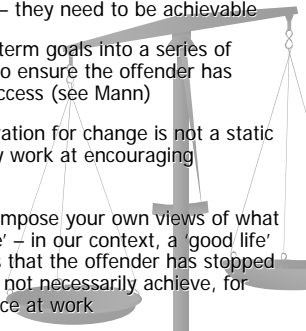 – they need to be achievable
term goals into a series of
o ensure the offender has
ccess (see Mann)
ration for change is not a static
y work at encouraging
mpose your own views of what
e’ – in our context, a ‘good life’
s that the offender has stopped
not necessarily achieve, for
ce at work